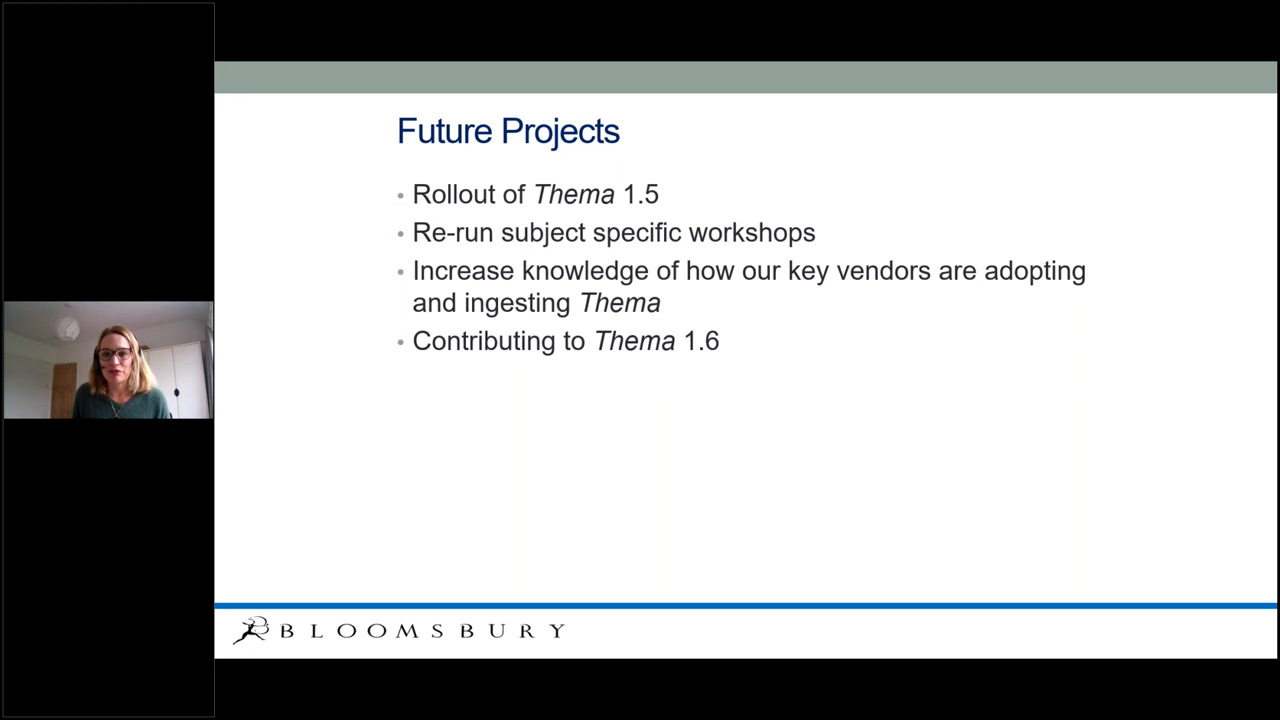 Future Projects
• Rollout of Thema 1.5
• Re-run subject specific workshops
• Increase knowledge of how our key vendors are adopting
and ingesting Thema
• Contributing to Thema 1.6
BLOOMSBURY